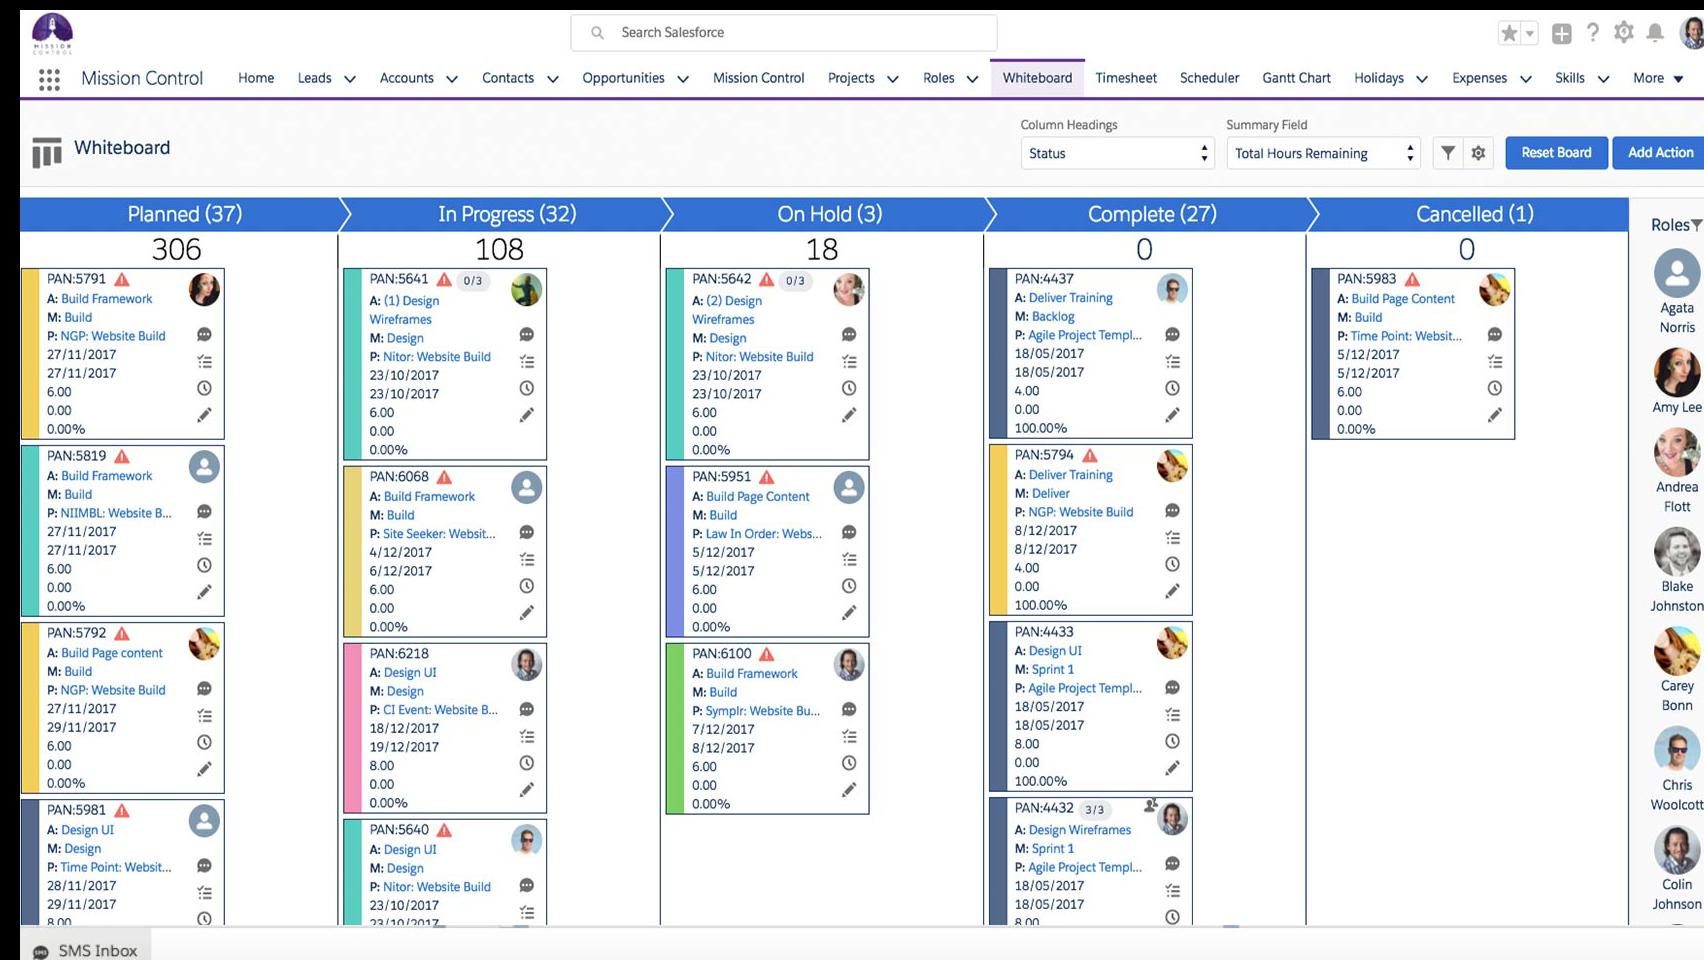 MISSION
CONTROL
Search Salesforce
Mission Control
Home
Leads
Accounts
Contacts
Opportunities
Mission Control
Projects
Roles
Whiteboard
Timesheet
Scheduler
Gantt Chart
Holidays
Expenses
Skills
More
Whiteboard
Column Headings
Status
Summary Field
Total Hours Remaining
Reset Board
Add Action
Planned (37)
306
PAN:5791
A: Build Framework
M: Build
P: NGP: Website Build
27/11/2017
27/11/2017
6.00
0.00
0.00%
PAN:5819
A: Build Framework
M: Build
P: NIIMBL: Website B...
27/11/2017
27/11/2017
6.00
0.00
0.00%
PAN:5792
A: Build Page content
M: Build
P: NGP: Website Build
27/11/2017
29/11/2017
6.00
0.00
0.00%
PAN:5981
A: Design UI
M: Design
P: Time Point: Websit...
28/11/2017
29/11/2017
8.00
In Progress (32)
108
PAN:5641 0/3
A: (1) Design
Wireframes
M: Design
P: Nitor: Website Build
23/10/2017
23/10/2017
6.00
0.00
0.00%
PAN:6068
A: Build Framework
M: Build
P: Site Seeker: Websit...
4/12/2017
6/12/2017
6.00
0.00
0.00%
PAN:6218
A: Design UI
M: Design
P: CI Event: Website B...
18/12/2017
19/12/2017
8.00
0.00
0.00%
PAN:5640
A: Design UI
M: Design
P: Nitor: Website Build
23/10/2017
23/10/2017
On Hold (3)
18
PAN:5642 0/3
A: (2) Design
Wireframes
M: Design
P: Nitor: Website Build
23/10/2017
23/10/2017
6.00
0.00
0.00%
PAN:5951
A: Build Page Content
M: Build
P: Law In Order: Webs...
5/12/2017
5/12/2017
6.00
0.00
0.00%
PAN:6100
A: Build Framework
M: Build
P: Symplr: Website Bu...
7/12/2017
8/12/2017
6.00
0.00
0.00%
Complete (27)
0
PAN:4437
A: Deliver Training
M: Backlog
P: Agile Project Templ...
18/05/2017
18/05/2017
4.00
0.00
100.00%
PAN:5794
A: Deliver Training
M: Deliver
P: NGP: Website Build
8/12/2017
8/12/2017
4.00
0.00
100.00%
PAN:4433
A: Design UI
M: Sprint 1
P: Agile Project Templ...
18/05/2017
18/05/2017
8.00
0.00
100.00%
PAN:4432 3/3
A: Design Wireframes
M: Sprint 1
P: Agile Project Templ...
18/05/2017
18/05/2017
8.00
Cancelled (1)
0
PAN:5983
A: Build Page Content
M: Build
P: Time Point: Websit...
5/12/2017
5/12/2017
6.00
0.00
0.00%
Roles
Agata
Norris
Amy Lee
Andrea
Flott
Blake
Johnston
Carey
Bonn
Chris
Woolcott
Colin
Johnson
SMS Inbox